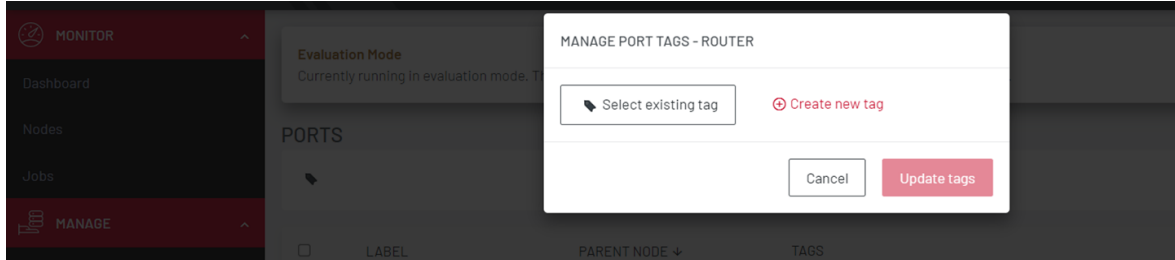 MONITOR
Dashboard
Nodes
Jobs
MANAGE
Evaluation Mode
Currently running in evaluation mode.
PORTS
LABEL
PARENT NODE
TAGS
MANAGE PORT TAGS - ROUTER
Select existing tag
Create new tag
Cancel
Update tags